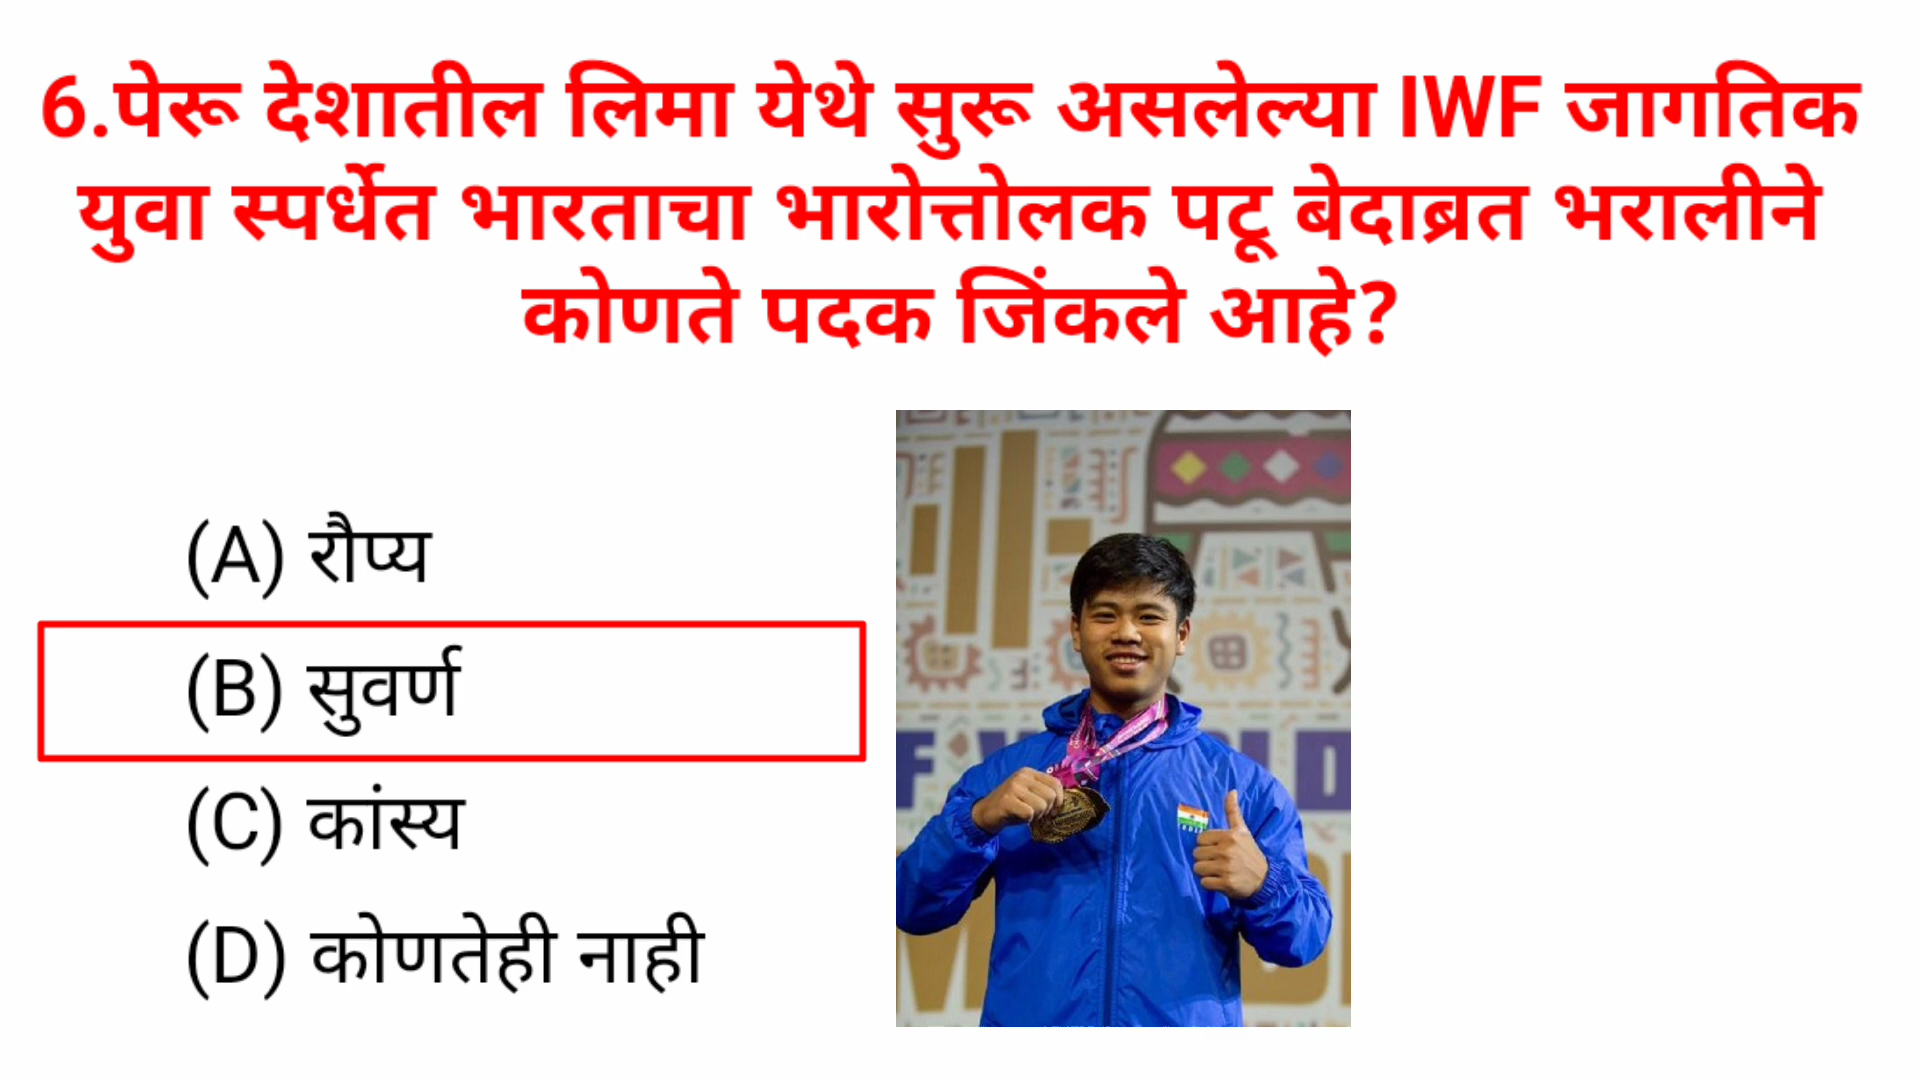 6.पेरू देशातील लिमा येथे सुरू असलेल्या IWF जागतिक
युवा स्पर्धेत भारताचा भारोत्तोलक पटू बेदाब्रत भरालीने
कोणते पदक जिंकले आहे?
(A) रौप्य
(B) सुवर्ण
(C) कांस्य
(D) कोणतेही नाही